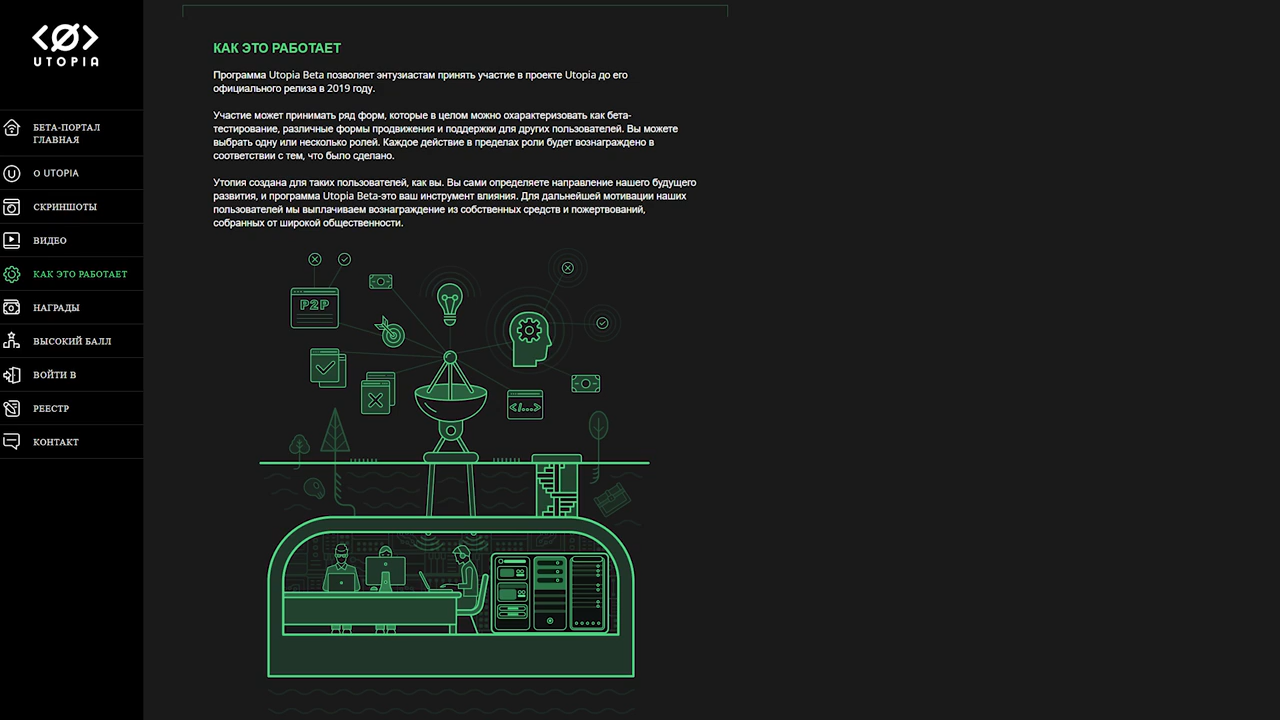 UTOPIA
БЕТА-ПОРТАЛ
ГЛАВНАЯ
О UTOPIA
СКРИНШОТЫ
ВИДЕО
КАК ЭТО РАБОТАЕТ
НАГРАДЫ
ВЫСОКИЙ БАЛЛ
ВОЙТИ В
РЕЕСТР
КОНТАКТ
КАК ЭТО РАБОТАЕТ
Программа Utopia Beta позволяет энтузиастам принять участие в проекте Utopia до его
официального релиза в 2019 году.
Участие может принимать ряд форм, которые в целом можно охарактеризовать как бета-
тестирование, различные формы продвижения и поддержки для других пользователей. Вы можете
выбрать одну или несколько ролей. Каждое действие в пределах роли будет вознаграждено в
соответствии с тем, что было сделано.
Утопия создана для таких пользователей, как вы. Вы сами определяете направление нашего будущего
развития, и программа Utopia Beta-это ваш инструмент влияния. Для дальнейшей мотивации наших
пользователей мы выплачиваем вознаграждение из собственных средств и пожертвований,
собранных от широкой общественности.
P2P
</...>